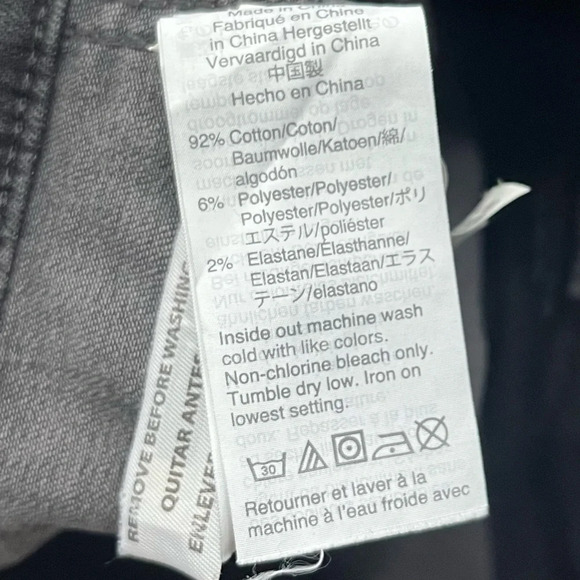 Made in China
Fabriqué en Chine
in China Hergestellt
Vervaardigd in China
中国製
Hecho en China
92% Cotton/Coton/
Baumwolle/Katoen/綿/
algodón
6% Polyester/Polyester/
Polyester/Polyester/ポリ
エステル/poliéster
2% Elastane/Elasthanne/
Elastan/Elastaan/エラス
テーン/elastano
Inside out machine wash
cold with like colors.
Non-chlorine bleach only.
Tumble dry low. Iron on
lowest setting.
30
Retourner et laver à la
machine à l'eau froide avec
REMOVE BEFORE WASHING
QUITAR ANTES
ENLEVER